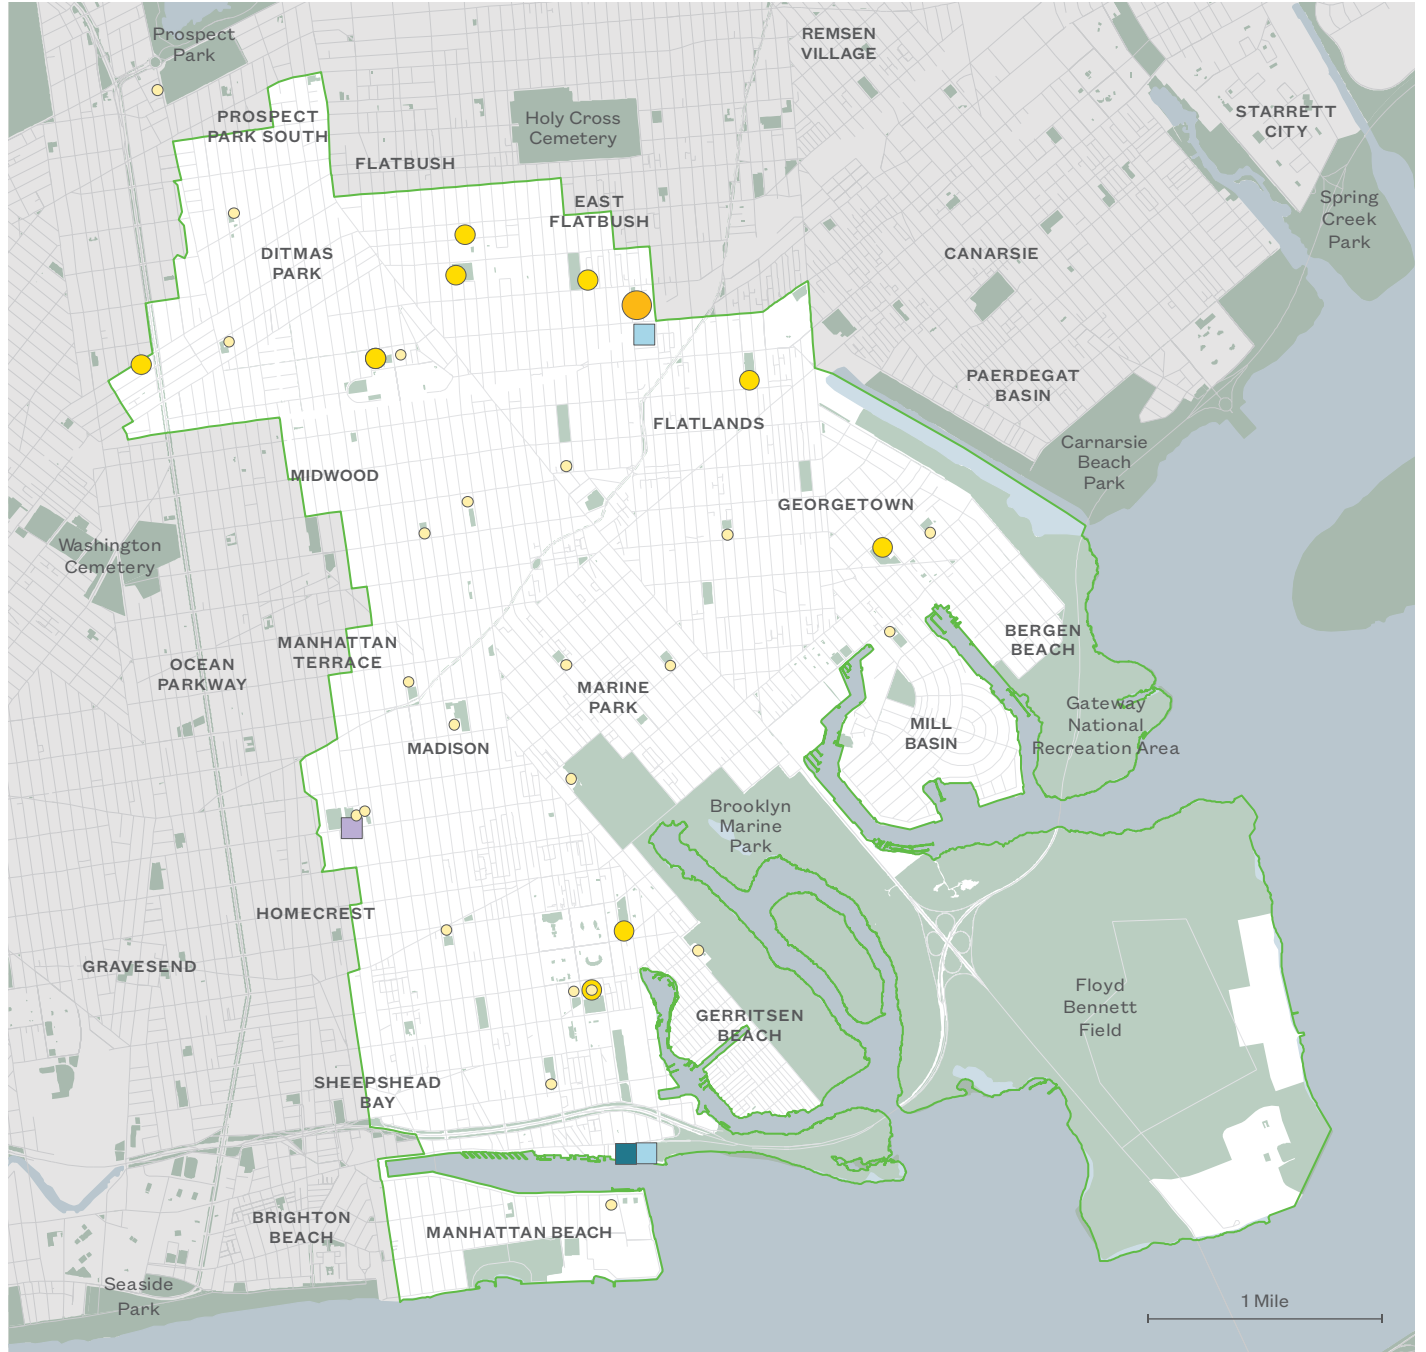 Prospect
Park
REMSEN
VILLAGE
PROSPECT
PARK SOUTH
Holy Cross
Cemetery
STARRETT
CITY
FLATBUSH
EAST
FLATBUSH
Spring
Creek
Park
DITMAS
PARK
CANARSIE
PAERDEGAT
BASIN
FLATLANDS
Carnarsie
Beach
Park
MIDWOOD
GEORGETOWN
Washington
Cemetery
MANHATTAN
TERRACE
BERGEN
BEACH
OCEAN
PARKWAY
MARINE
PARK
Gateway
National
Recreation Area
MILL
BASIN
MADISON
Brooklyn
Marine
Park
HOMECREST
GRAVESEND
Floyd
Bennett
Field
GERRITSEN
BEACH
SHEEPSHEAD
BAY
BRIGHTON
BEACH
MANHATTAN BEACH
Seaside
Park
1 Mile